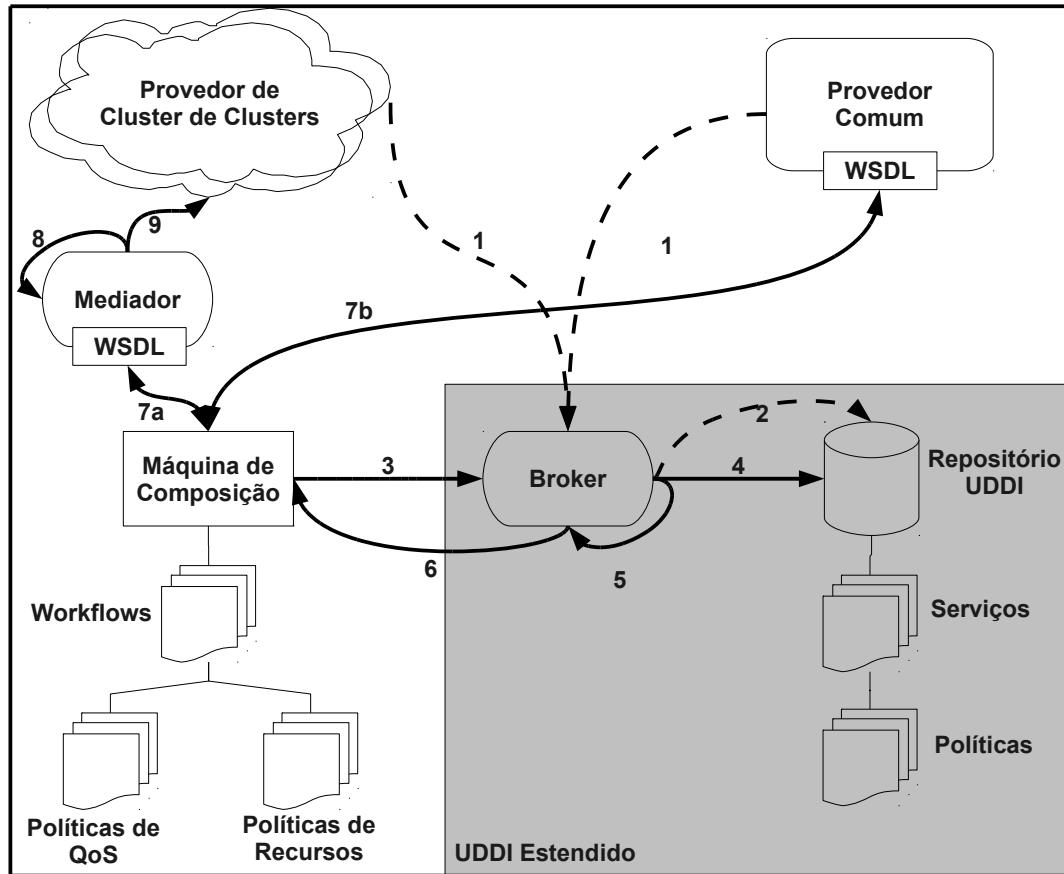 Provedor de
Cluster de Clusters
Provedor
Comum
WSDL
1
1
8
9
Mediador
WSDL
7b
7a
2
Máquina de
Composição
3
Broker
4
Repositório
UDDI
6
5
Workflows
Serviços
Políticas
Políticas de
QoS
Políticas de
Recursos
UDDI Estendido